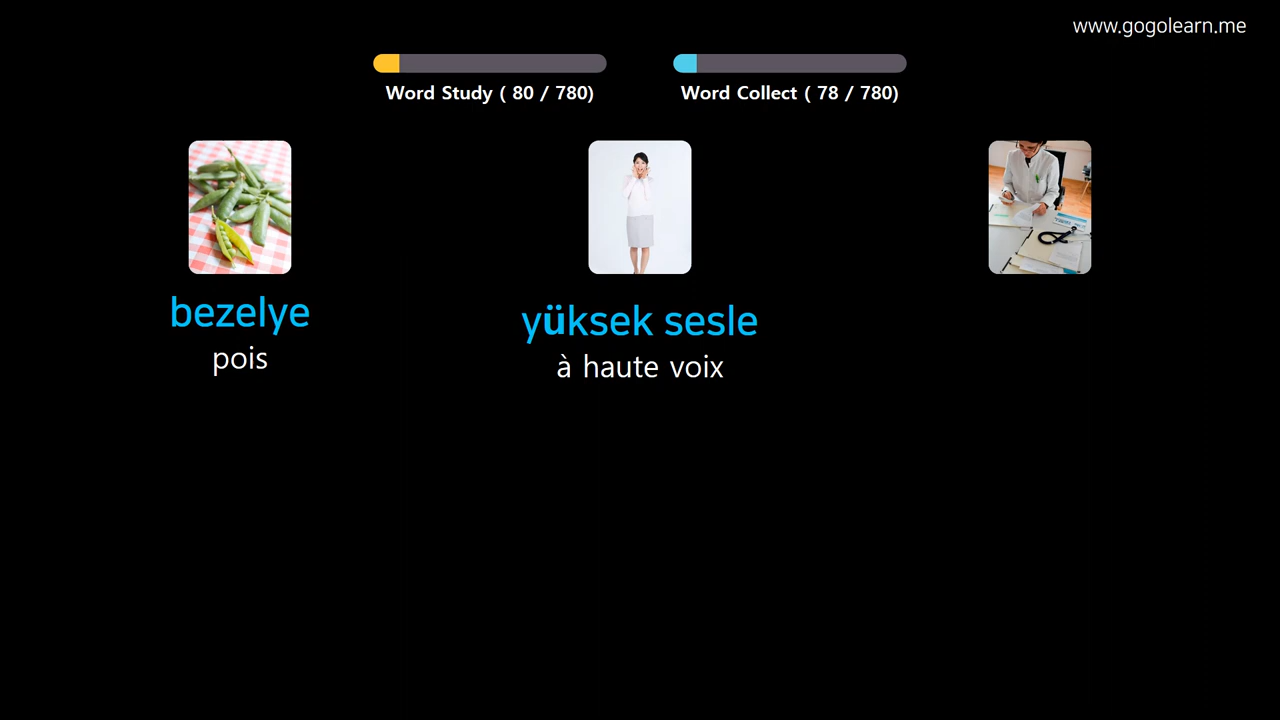 www.gogolearn.me
Word Study ( 80 / 780)
Word Collect ( 78 / 780)
bezelye
pois
yüksek sesle
à haute voix